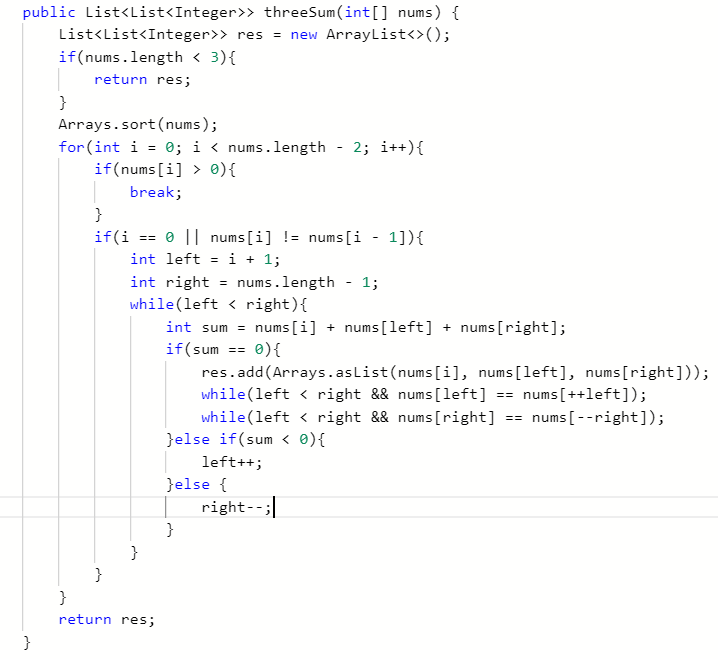 public List<List<Integer>> threeSum(int[] nums) {
    List<List<Integer>> res = new ArrayList<>();
    if(nums.length < 3){
        return res;
    }
    Arrays.sort(nums);
    for(int i = 0; i < nums.length - 2; i++){
        if(nums[i] > 0){
            break;
        }
        if(i == 0 || nums[i] != nums[i - 1]){
            int left = i + 1;
            int right = nums.length - 1;
            while(left < right){
                int sum = nums[i] + nums[left] + nums[right];
                if(sum == 0){
                    res.add(Arrays.asList(nums[i], nums[left], nums[right]));
                    while(left < right && nums[left] == nums[++left]);
                    while(left < right && nums[right] == nums[--right]);
                }else if(sum < 0){
                    left++;
                }else {
                    right--;
                }
            }
        }
    }
    return res;
}